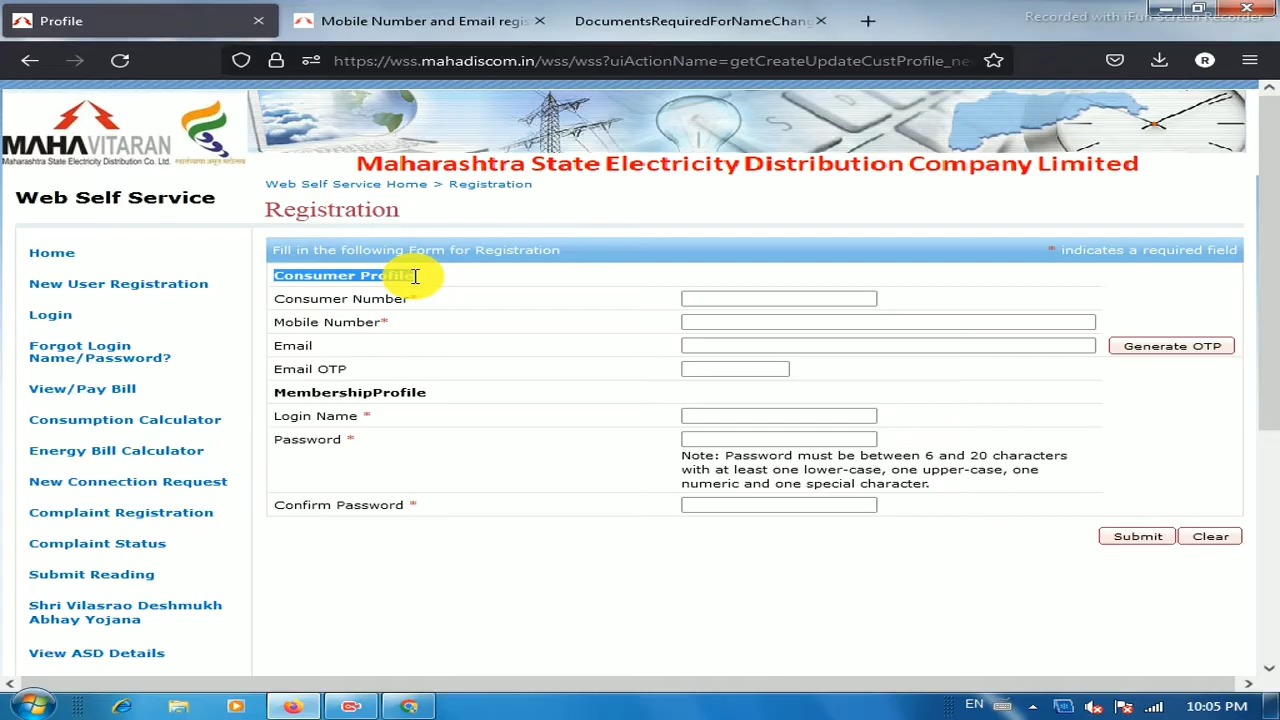 Profile
Mobile Number and Email regis
DocumentsRequiredForNameChang
Recorded with iFun Screen Recorder
https://wss.mahadiscom.in/wss/wss?uiActionName=getCreateUpdateCustProfile_ne
R
MAHAVITARAN
Maharashtra State Electricity Distribution Co. Ltd.
Maharashtra State Electricity Distribution Company Limited
Web Self Service
Web Self Service Home > Registration
Registration
Home
New User Registration
Login
Forgot Login
Name/Password?
View/Pay Bill
Consumption Calculator
Energy Bill Calculator
New Connection Request
Complaint Registration
Complaint Status
Submit Reading
Shri Vilasrao Deshmukh
Abhay Yojana
View ASD Details
Fill in the following Form for Registration
* indicates a required field
Consumer Profile
Consumer Number*
Mobile Number*
Email
Generate OTP
Email OTP
MembershipProfile
Login Name *
Password *
Note: Password must be between 6 and 20 characters
with at least one lower-case, one upper-case, one
numeric and one special character.
Confirm Password *
Submit
Clear
EN
10:05 PM